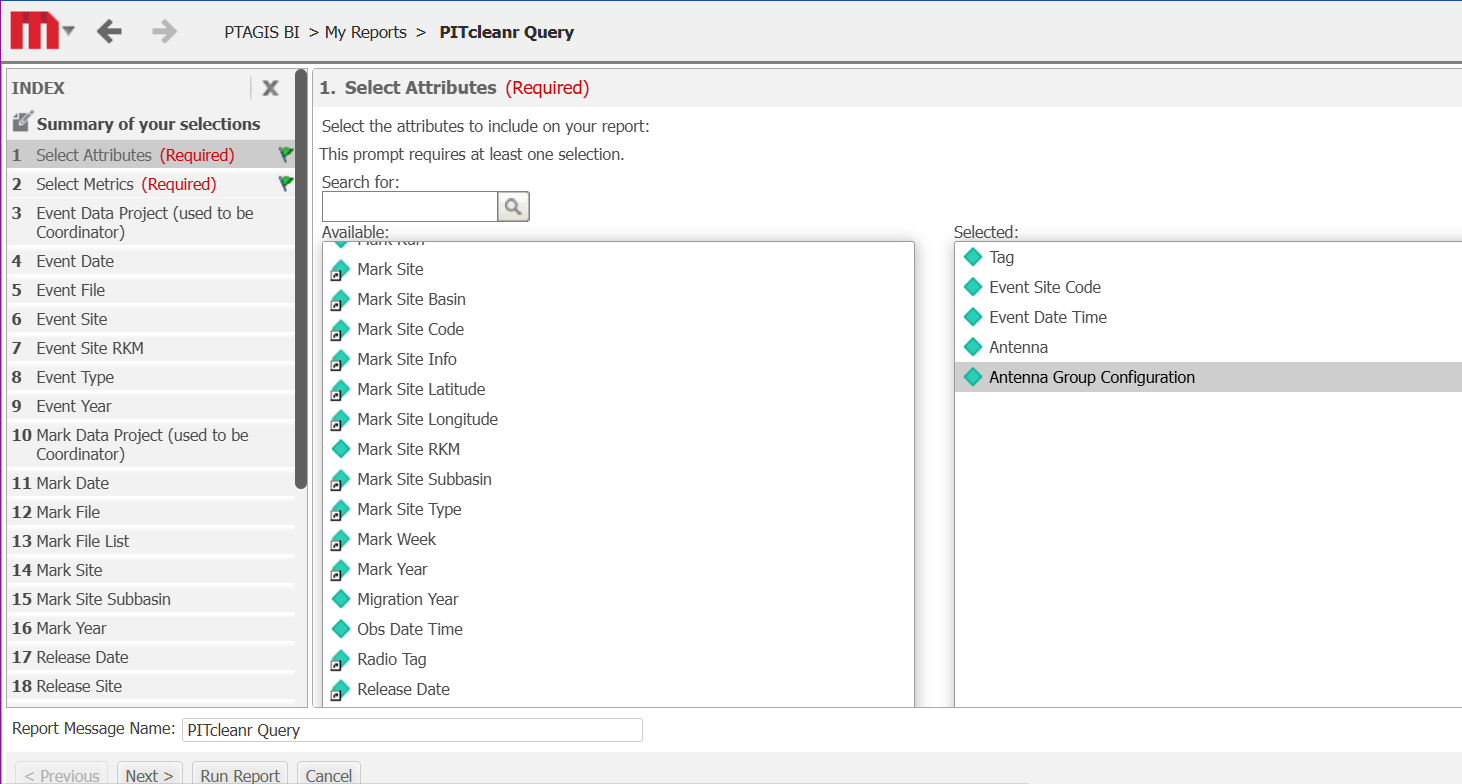 PTAGIS BI > My Reports > PITcleanr Query
INDEX
Summary of your selections
1 Select Attributes (Required)
2 Select Metrics (Required)
3 Event Data Project (used to be
Coordinator)
4 Event Date
5 Event File
6 Event Site
7 Event Site RKM
8 Event Type
9 Event Year
10 Mark Data Project (used to be
Coordinator)
11 Mark Date
12 Mark File
13 Mark File List
14 Mark Site
15 Mark Site Subbasin
16 Mark Year
17 Release Date
18 Release Site
1. Select Attributes (Required)
Select the attributes to include on your report:
This prompt requires at least one selection.
Search for:
Available:
Mark Run
Mark Site
Mark Site Basin
Mark Site Code
Mark Site Info
Mark Site Latitude
Mark Site Longitude
Mark Site RKM
Mark Site Subbasin
Mark Site Type
Mark Week
Mark Year
Migration Year
Obs Date Time
Radio Tag
Release Date
Selected:
Tag
Event Site Code
Event Date Time
Antenna
Antenna Group Configuration
Report Message Name: PITcleanr Query
< Previous Next > Run Report Cancel